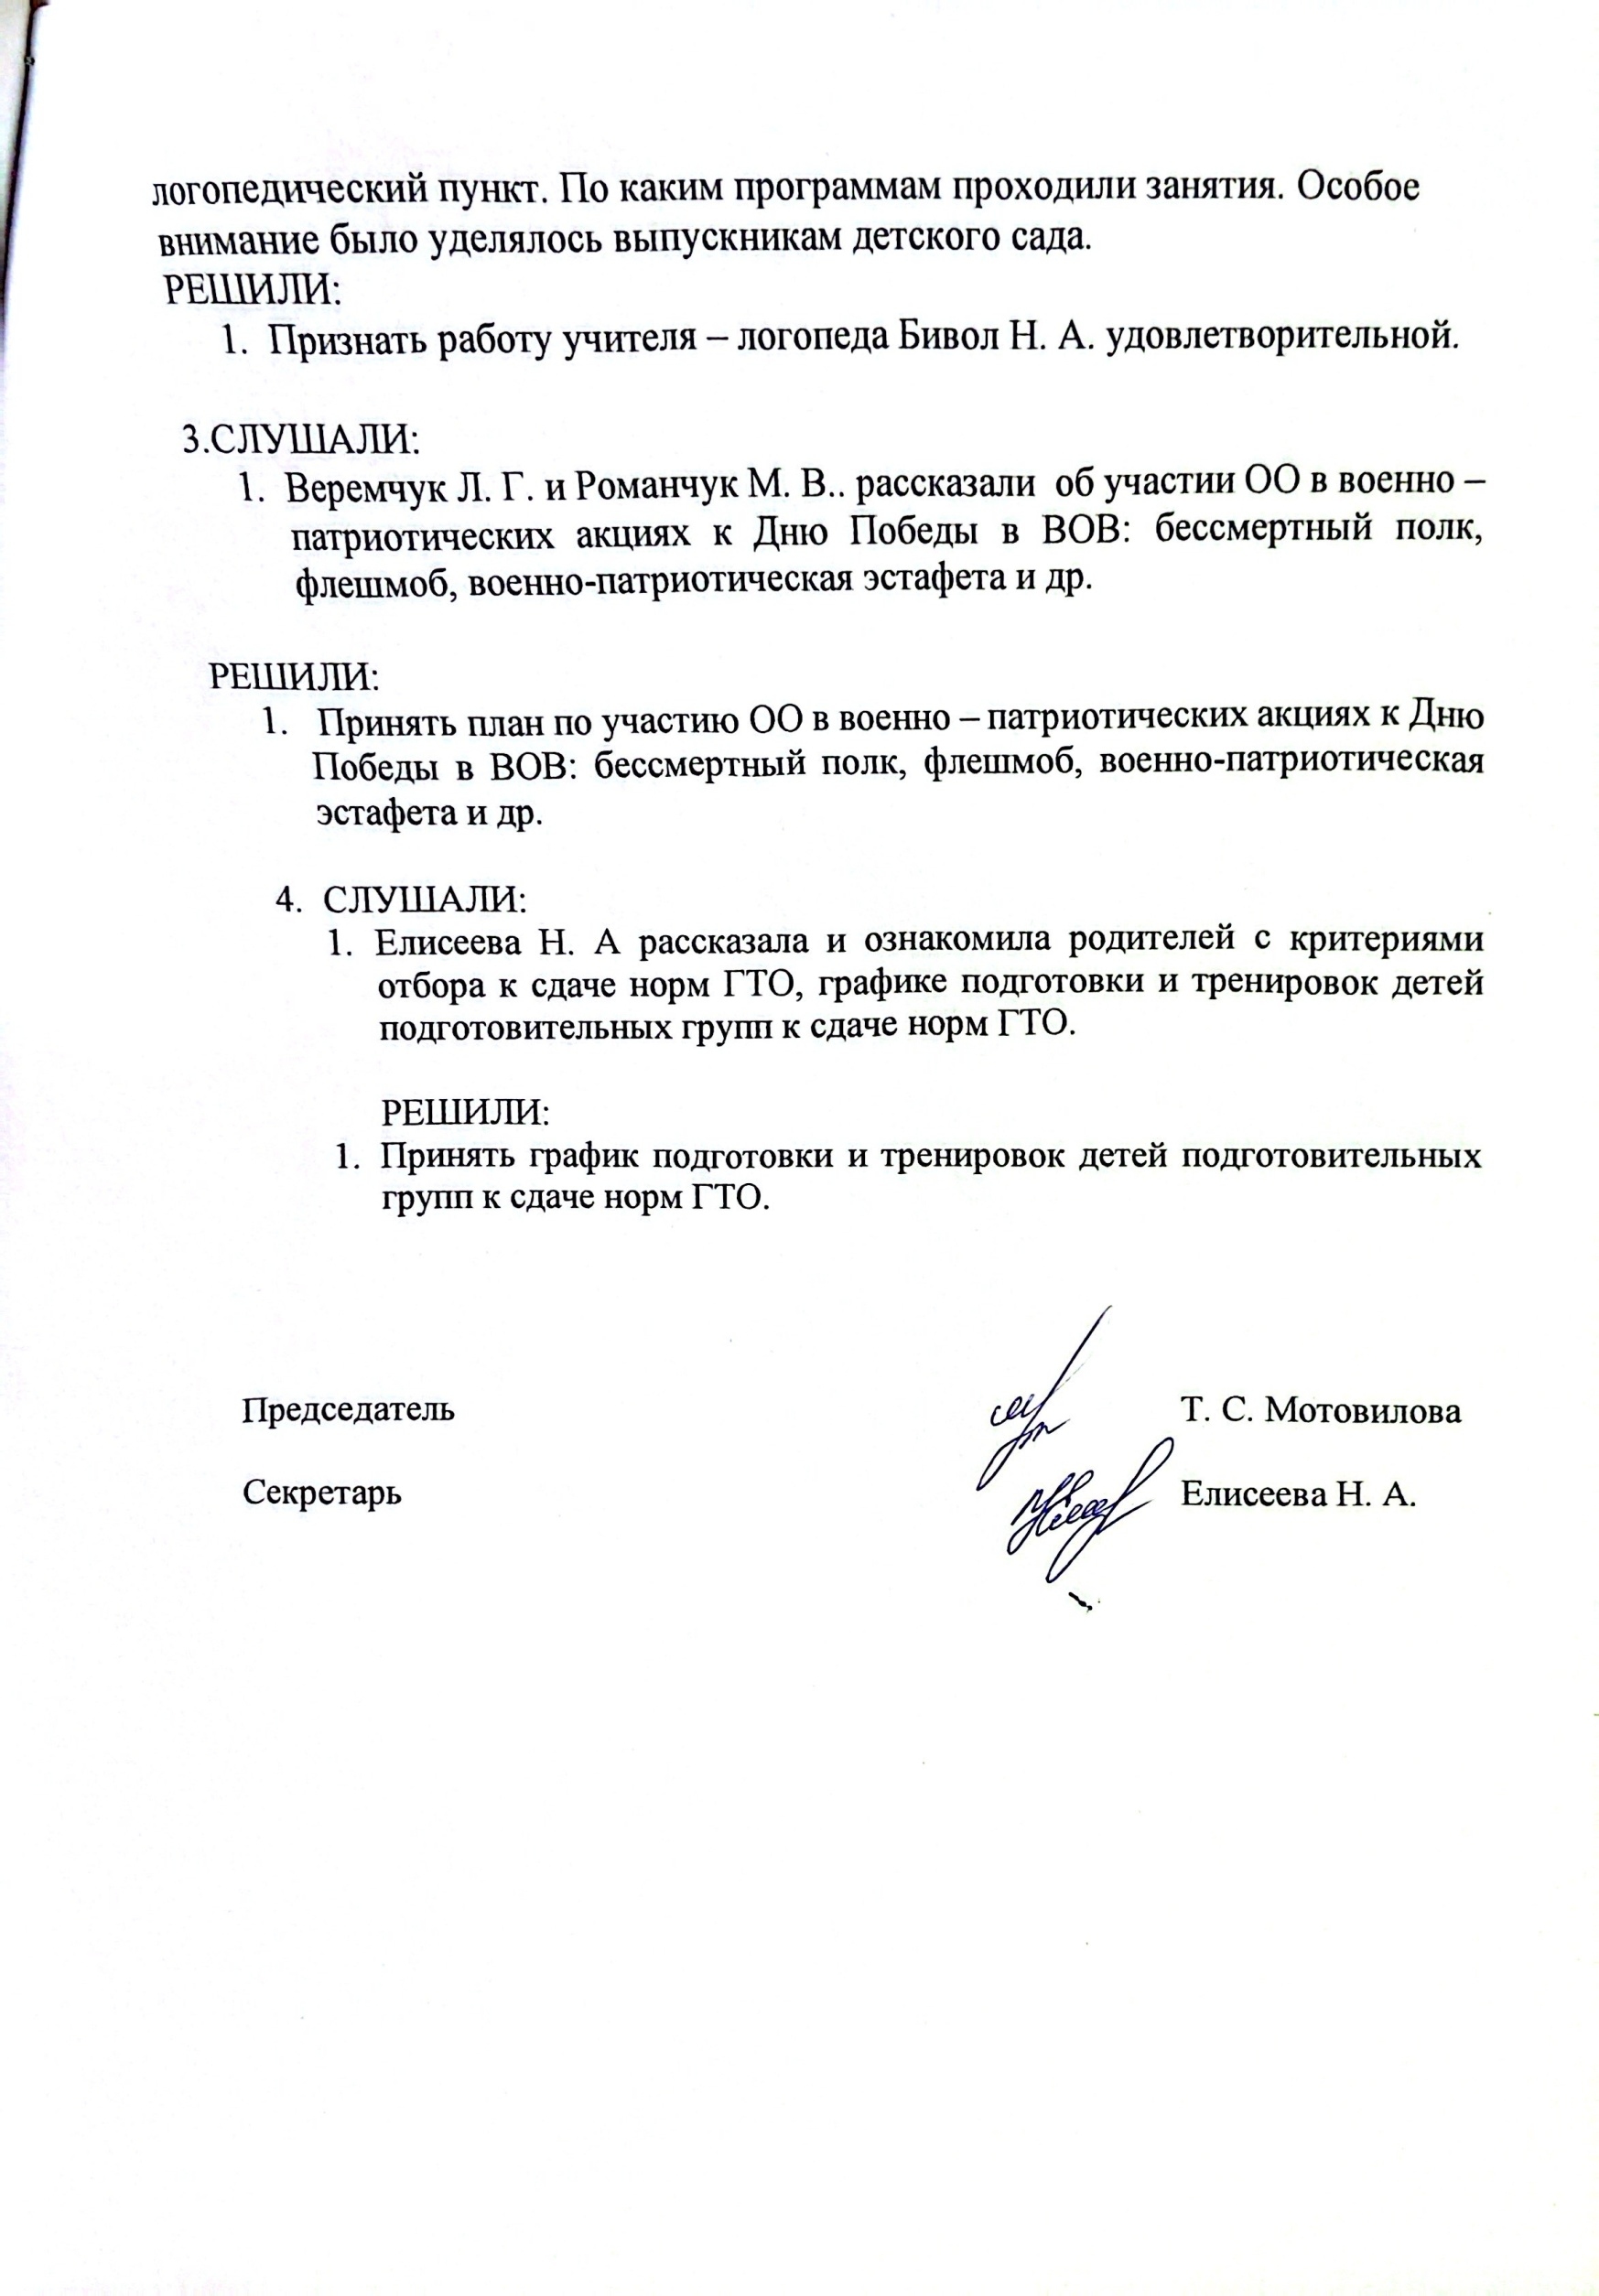 логопедический пункт. По каким программам проходили занятия. Особое
внимание было уделялось выпускникам детского сада.
РЕШИЛИ:
1. Признать работу учителя – логопеда Бивол Н. А. удовлетворительной.
3.СЛУШАЛИ:
1. Веремчук Л. Г. и Романчук М. В.. рассказали об участии ОО в военно –
патриотических акциях к Дню Победы в ВОВ: бессмертный полк,
флешмоб, военно-патриотическая эстафета и др.
РЕШИЛИ:
1. Принять план по участию ОО в военно – патриотических акциях к Дню
Победы в ВОВ: бессмертный полк, флешмоб, военно-патриотическая
эстафета и др.
4. СЛУШАЛИ:
1. Елисеева Н. А рассказала и ознакомила родителей с критериями
отбора к сдаче норм ГТО, графике подготовки и тренировок детей
подготовительных групп к сдаче норм ГТО.
РЕШИЛИ:
1. Принять график подготовки и тренировок детей подготовительных
групп к сдаче норм ГТО.
Председатель Т. С. Мотовилова
Секретарь Елисеева Н. А.